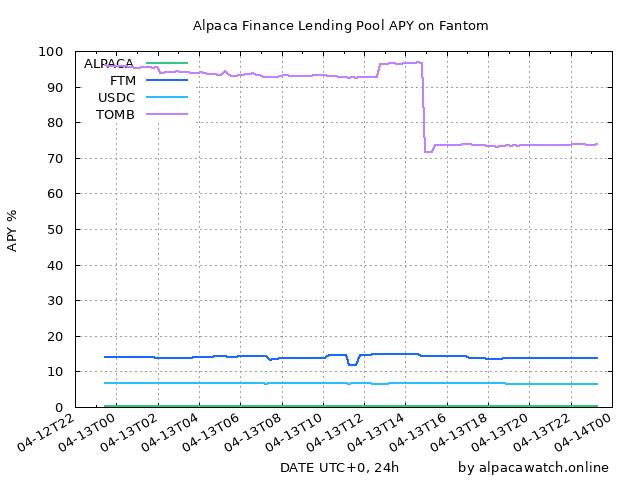 Alpaca Finance Lending Pool APY on Fantom
APY %
100
90
80
70
60
50
40
30
20
10
0
ALPACA
FTM
USDC
TOMB
04-12T22
04-13T00
04-13T02
04-13T04
04-13T06
04-13T08
04-13T10
04-13T12
04-13T14
04-13T16
04-13T18
04-13T20
04-13T22
04-14T00
DATE UTC+0, 24h
by alpacawatch.online